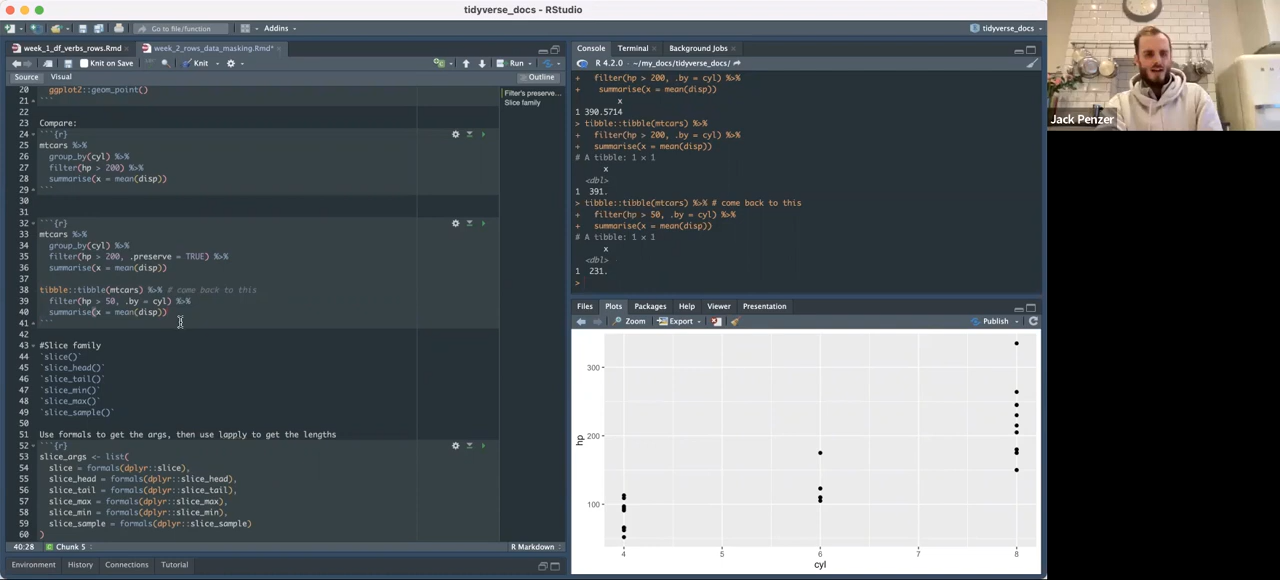 tidyverse_docs - RStudio
Go to file/function
Addins
tidyverse_docs
week_1_df_verbs_rows.Rmd
week_2_rows_data_masking.Rmd*
Knit on Save
Knit
Run
Source
Visual
Outline
20 ggplot2::geom_point()
21 ```
22
23 Compare:
24 ```{r}
25 mtcars %>%
26 group_by(cyl) %>%
27 filter(hp > 200) %>%
28 summarise(x = mean(disp))
29 ```
30
31
32 ```{r}
33 mtcars %>%
34 group_by(cyl) %>%
35 filter(hp > 200, .preserve = TRUE) %>%
36 summarise(x = mean(disp))
37
38 tibble::tibble(mtcars) %>% # come back to this
39 filter(hp > 50, .by = cyl) %>%
40 summarise(x = mean(disp))
41 ```
42
43 #Slice family
44 `slice()`
45 `slice_head()`
46 `slice_tail()`
47 `slice_min()`
48 `slice_max()`
49 `slice_sample()`
50
51 Use formals to get the args, then use lapply to get the lengths
52 ```{r}
53 slice_args <- list(
54 slice = formals(dplyr::slice),
55 slice_head = formals(dplyr::slice_head),
56 slice_tail = formals(dplyr::slice_tail),
57 slice_max = formals(dplyr::slice_max),
58 slice_min = formals(dplyr::slice_min),
59 slice_sample = formals(dplyr::slice_sample)
60 )
Filter's preserve...
Slice family
40:28
Chunk 5
R Markdown
Environment
History
Connections
Tutorial
Console
Terminal
Background Jobs
R 4.2.0 · ~/my_docs/tidyverse_docs/
+ filter(hp > 200, .by = cyl) %>%
+ summarise(x = mean(disp))
x
1 390.5714
> tibble::tibble(mtcars) %>%
+ filter(hp > 200, .by = cyl) %>%
+ summarise(x = mean(disp))
# A tibble: 1 × 1
x
<dbl>
1 391.
> tibble::tibble(mtcars) %>% # come back to this
+ filter(hp > 50, .by = cyl) %>%
+ summarise(x = mean(disp))
# A tibble: 1 × 1
x
<dbl>
1 231.
>
Files
Plots
Packages
Help
Viewer
Presentation
Zoom
Export
Publish
300
200
100
hp
4
5
6
7
8
cyl
Jack Penzer